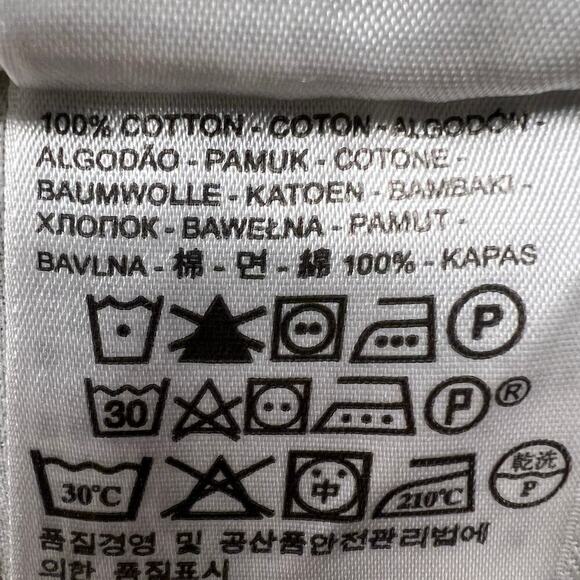 100% COTTON - COTON - ALGODÓN -
ALGODÃO - PAMUK - COTONE -
BAUMWOLLE - KATOEN - BAMBAKI -
ХЛОПОК - BAWEŁNA - PAMUT -
BAVLNA - 棉 - 면 - 綿 100% - KAPAS
P
30 P ®
30°C 中 210°C 乾洗 P
품질경영 및 공산품안전관리법에
의한 품질표시